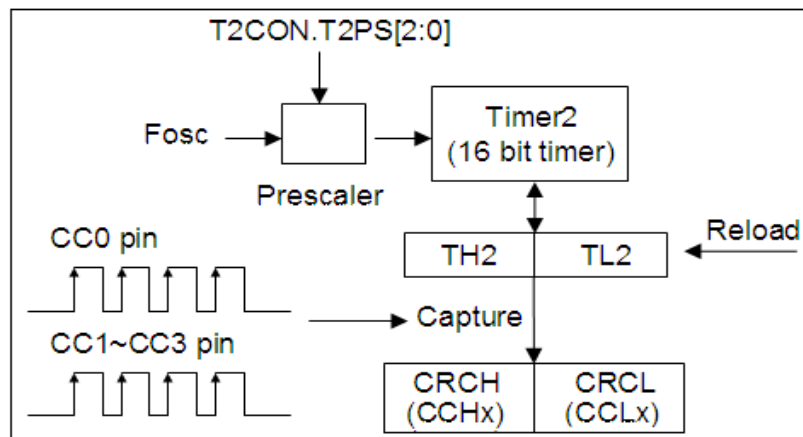 T2CON.T2PS[2:0]
Fosc
Prescaler
Timer2
(16 bit timer)
CC0 pin
TH2
TL2
Reload
Capture
CC1~CC3 pin
CRCH
(CCHx)
CRCL
(CCLx)